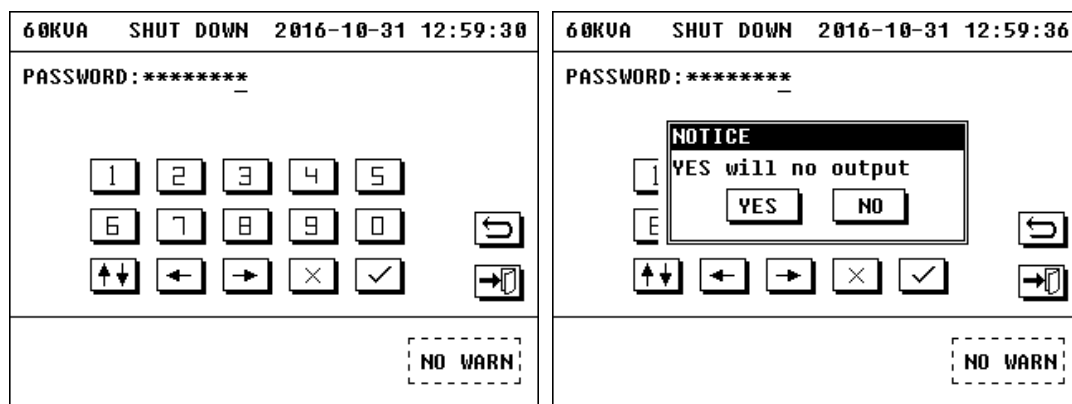 60KVA SHUT DOWN 2016-10-31 12:59:30
PASSWORD:********
1 2 3 4 5
6 7 8 9 0
NO WARN
60KVA SHUT DOWN 2016-10-31 12:59:36
PASSWORD:********
NOTICE
1 YES will no output
YES NO
NO WARN